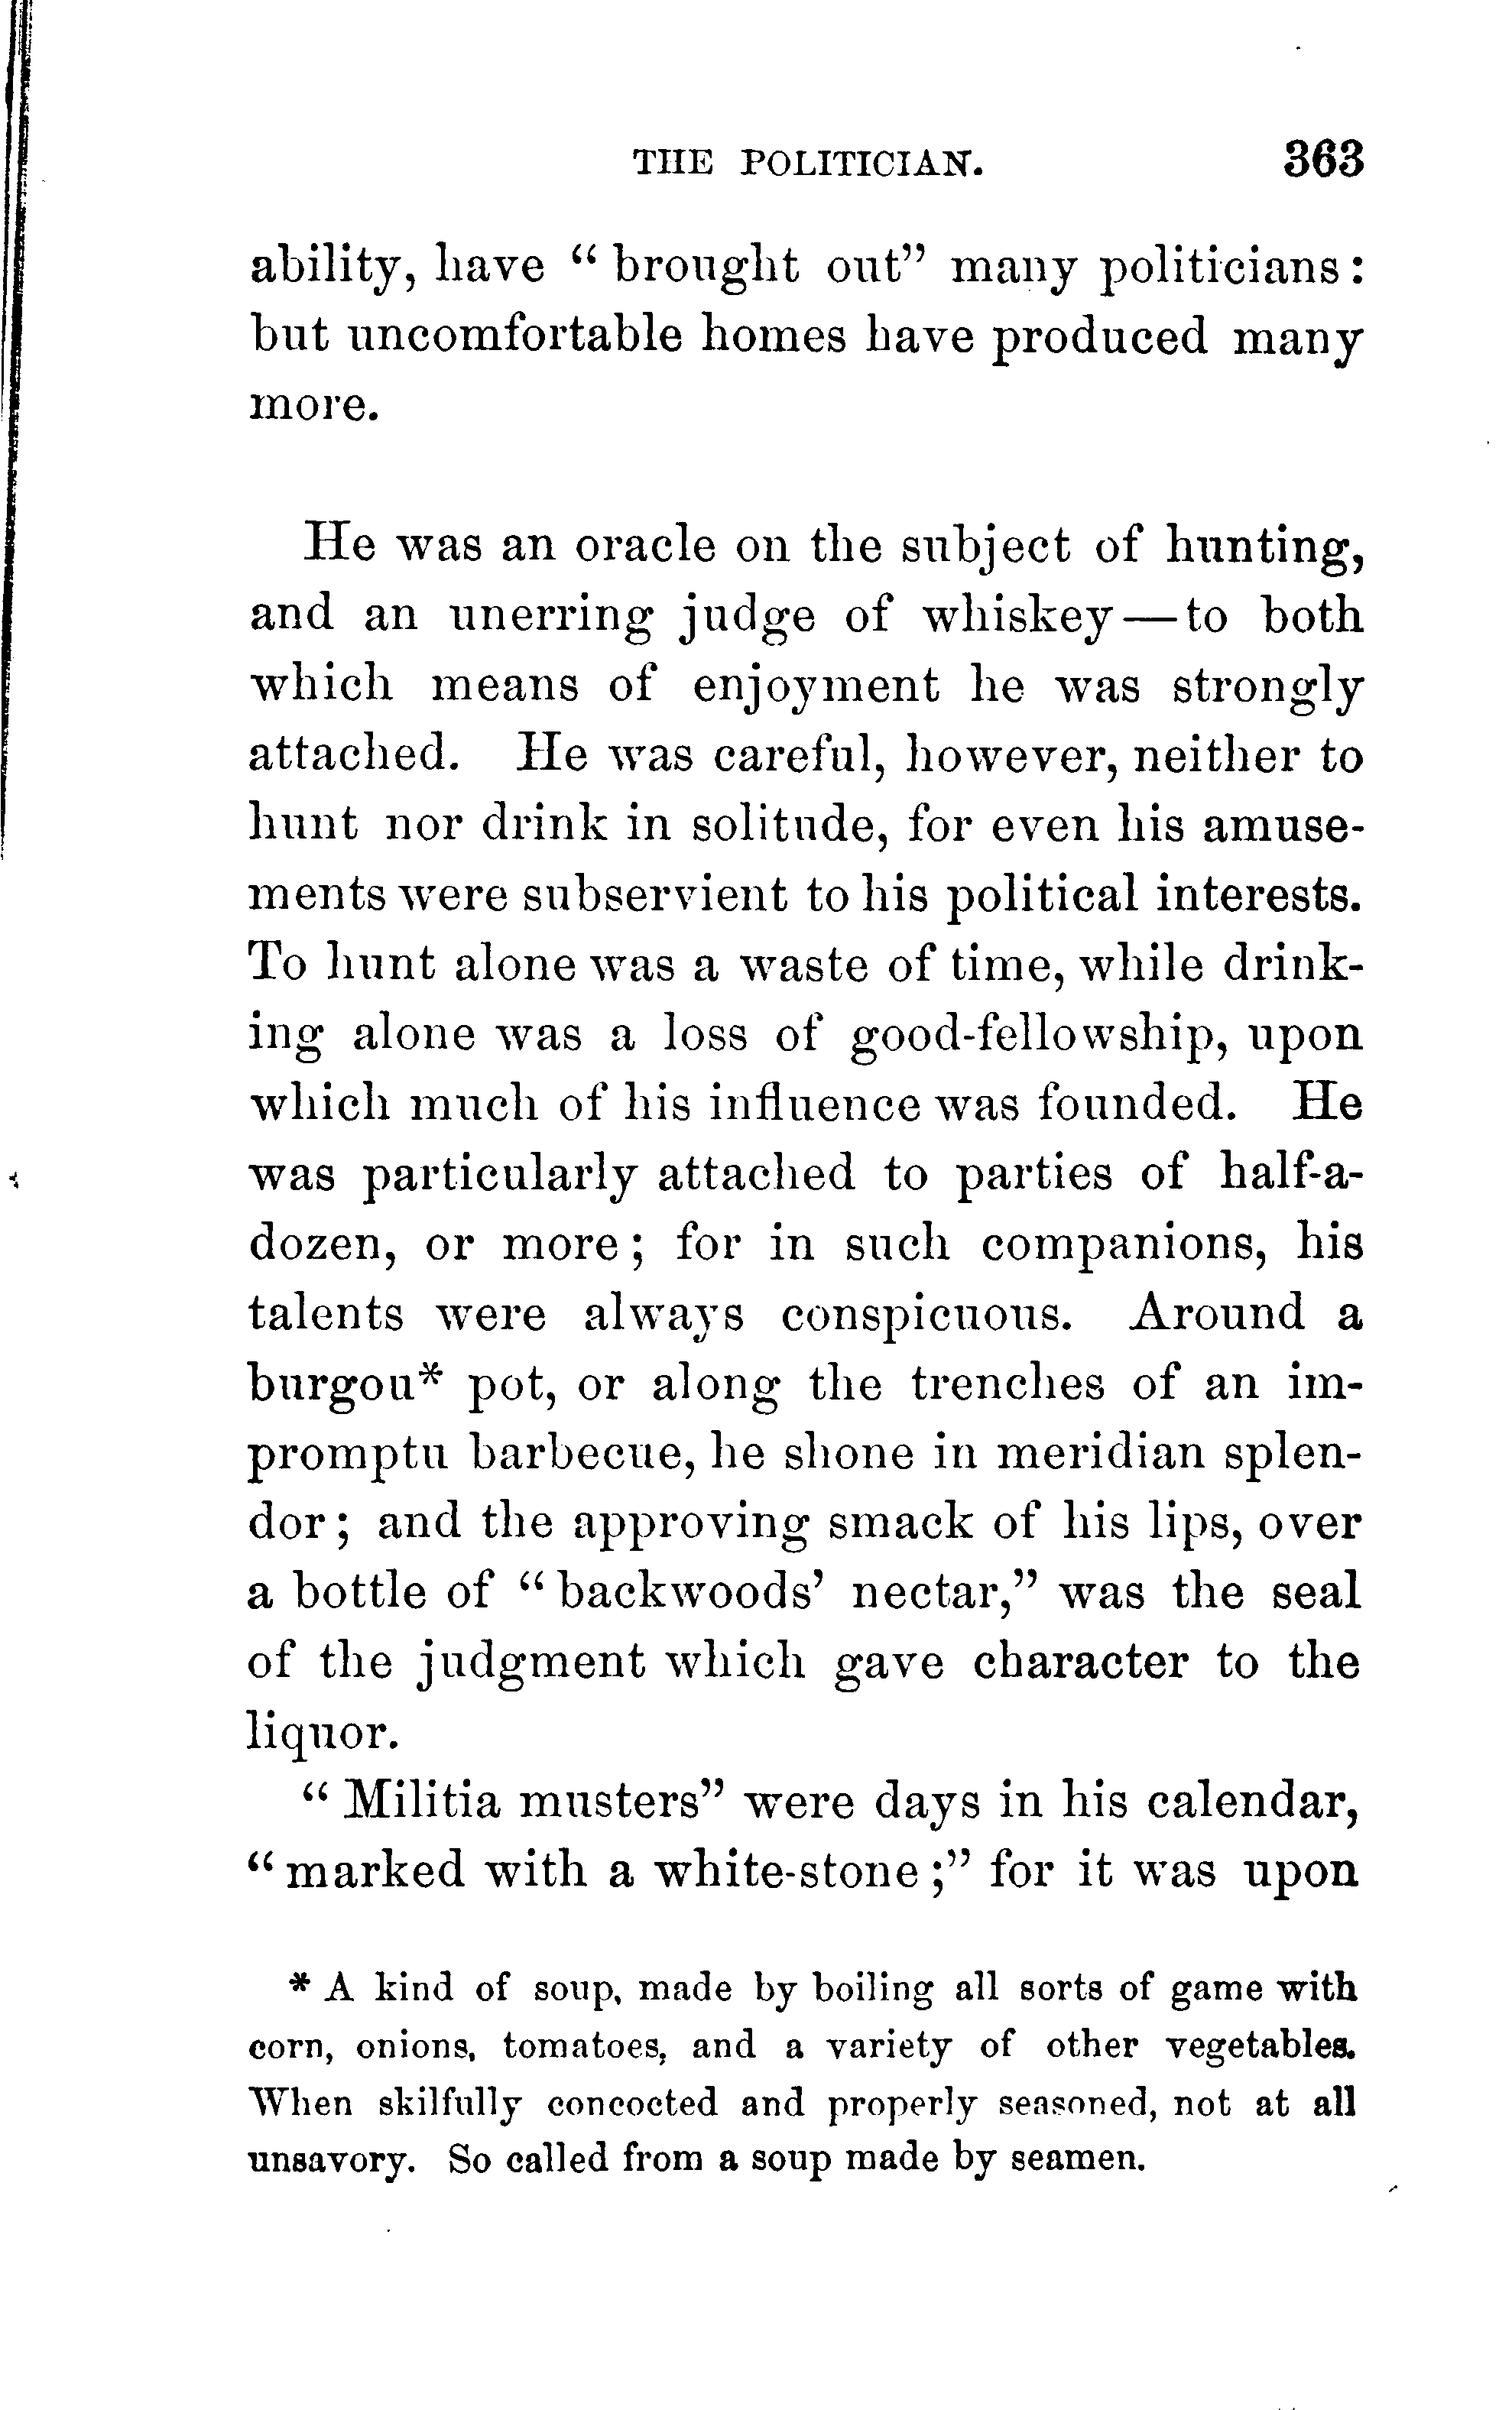 THE POLITICIAN. 363
ability, have “ brought out” many politicians :
but uncomfortable homes have produced many
more.
He was an oracle on the subject of hunting,
and an unerring judge of whiskey — to both
which means of enjoyment he was strongly
attached. He was careful, however, neither to
hunt nor drink in solitude, for even his amuse-
ments were subservient to his political interests.
To hunt alone was a waste of time, while drink-
ing alone was a loss of good-fellowship, upon
which much of his influence was founded. He
was particularly attached to parties of half-a-
dozen, or more ; for in such companions, his
talents were always conspicuous. Around a
burgou* pot, or along the trenches of an im-
promptu barbecue, he shone in meridian splen-
dor ; and the approving smack of his lips, over
a bottle of “ backwoods’ nectar,” was the seal
of the judgment which gave character to the
liquor.
“ Militia musters” were days in his calendar,
“ marked with a white-stone ;” for it was upon
* A kind of soup, made by boiling all sorts of game with
corn, onions, tomatoes, and a variety of other vegetables.
When skilfully concocted and properly seasoned, not at all
unsavory. So called from a soup made by seamen.